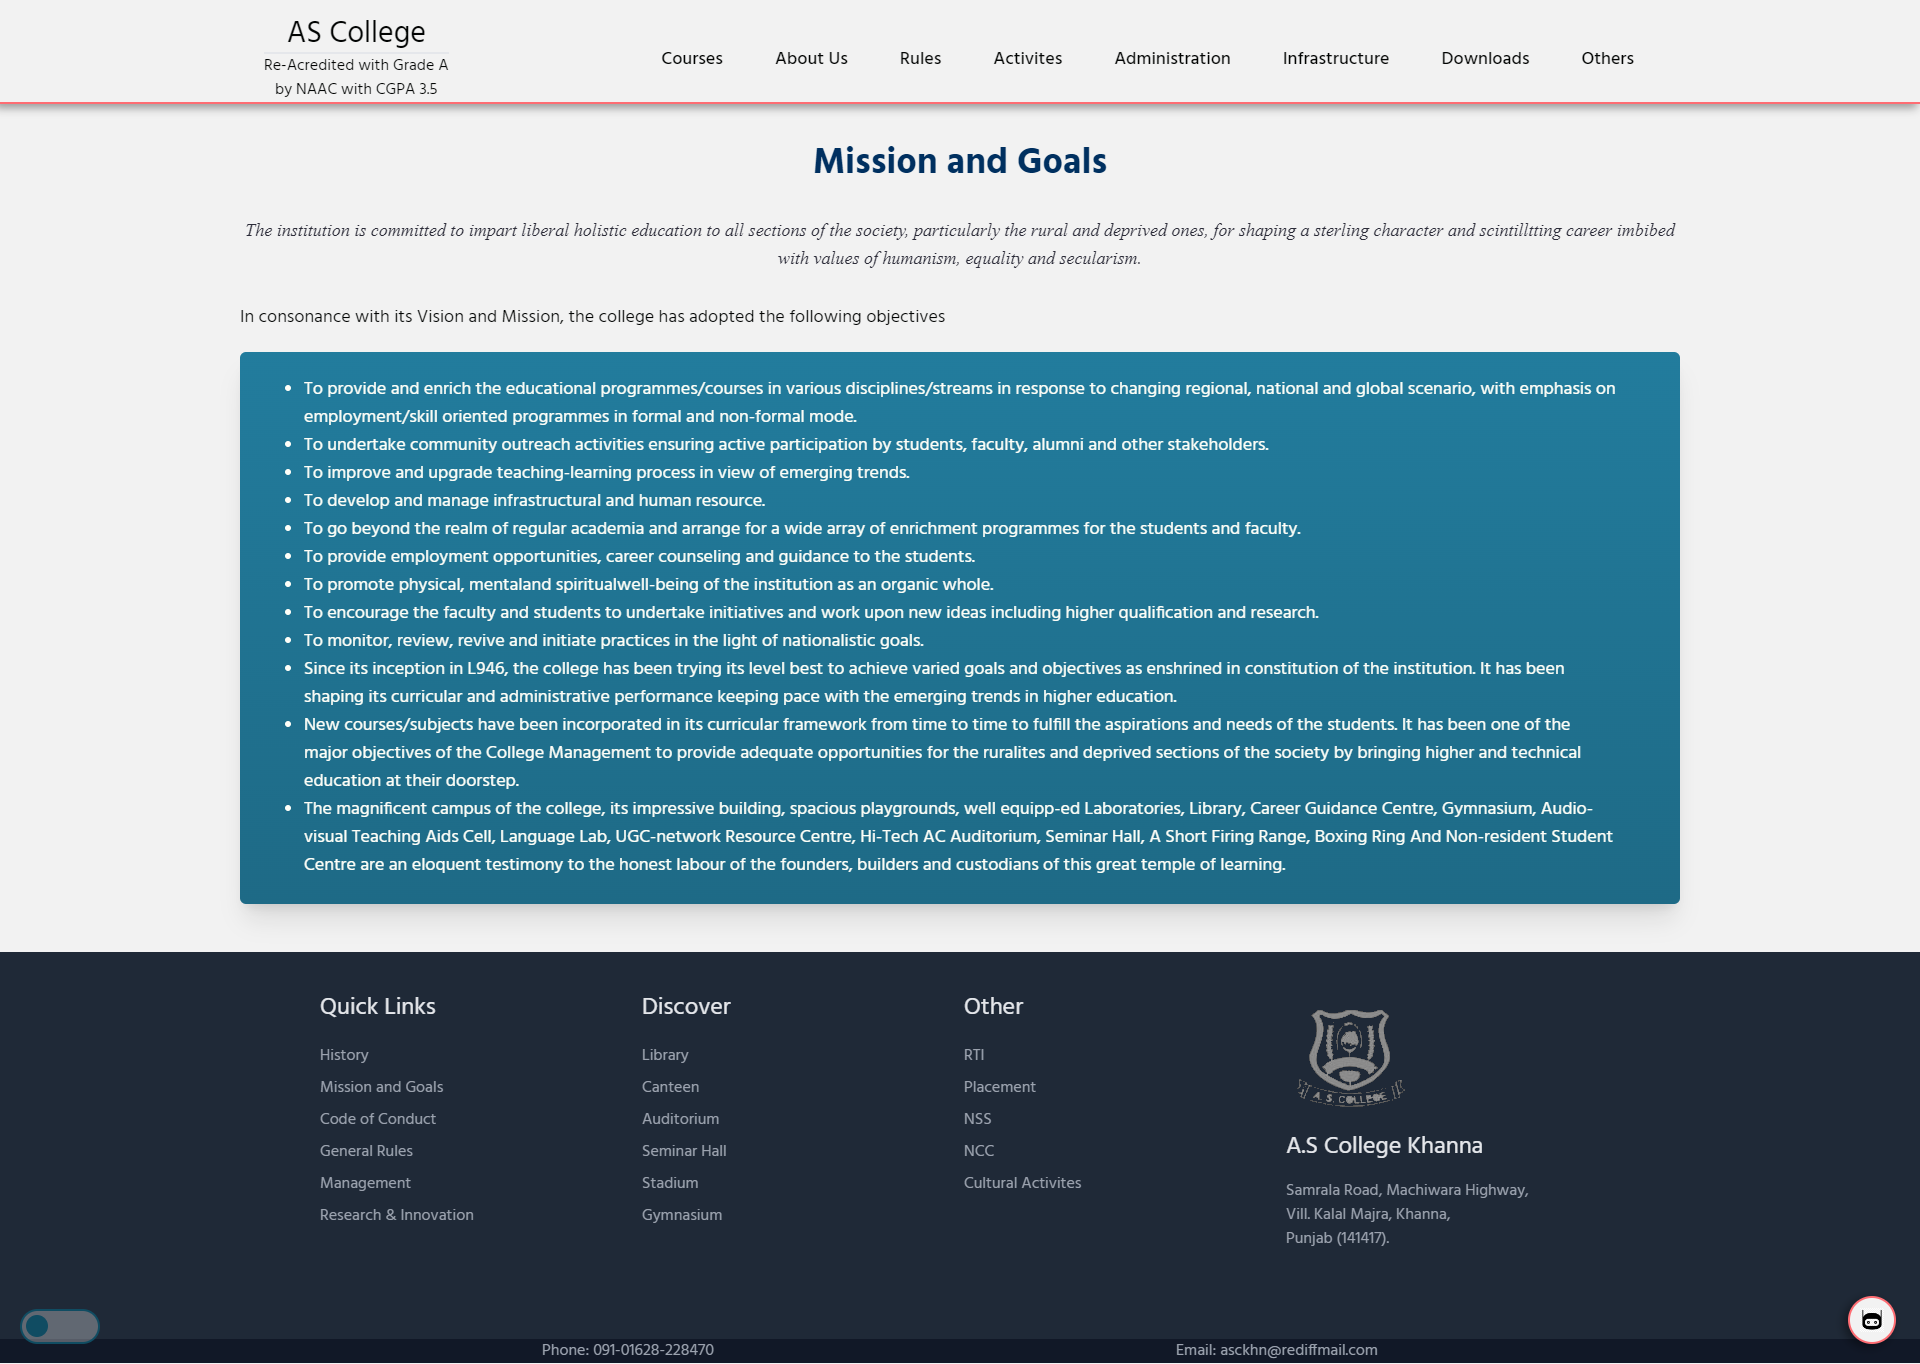 AS College
Re-Acredited with Grade A
by NAAC with CGPA 3.5
Courses
About Us
Rules
Activites
Administration
Infrastructure
Downloads
Others
Mission and Goals
The institution is committed to impart liberal holistic education to all sections of the society, particularly the rural and deprived ones, for shaping a sterling character and scintilltting career imbibed
with values of humanism, equality and secularism.
In consonance with its Vision and Mission, the college has adopted the following objectives
• To provide and enrich the educational programmes/courses in various disciplines/streams in response to changing regional, national and global scenario, with emphasis on
employment/skill oriented programmes in formal and non-formal mode.
• To undertake community outreach activities ensuring active participation by students, faculty, alumni and other stakeholders.
• To improve and upgrade teaching-learning process in view of emerging trends.
• To develop and manage infrastructural and human resource.
• To go beyond the realm of regular academia and arrange for a wide array of enrichment programmes for the students and faculty.
• To provide employment opportunities, career counseling and guidance to the students.
• To promote physical, mentaland spiritualwell-being of the institution as an organic whole.
• To encourage the faculty and students to undertake initiatives and work upon new ideas including higher qualification and research.
• To monitor, review, revive and initiate practices in the light of nationalistic goals.
• Since its inception in L946, the college has been trying its level best to achieve varied goals and objectives as enshrined in constitution of the institution. It has been
shaping its curricular and administrative performance keeping pace with the emerging trends in higher education.
• New courses/subjects have been incorporated in its curricular framework from time to time to fulfill the aspirations and needs of the students. It has been one of the
major objectives of the College Management to provide adequate opportunities for the ruralites and deprived sections of the society by bringing higher and technical
education at their doorstep.
• The magnificent campus of the college, its impressive building, spacious playgrounds, well equipp-ed Laboratories, Library, Career Guidance Centre, Gymnasium, Audio-
visual Teaching Aids Cell, Language Lab, UGC-network Resource Centre, Hi-Tech AC Auditorium, Seminar Hall, A Short Firing Range, Boxing Ring And Non-resident Student
Centre are an eloquent testimony to the honest labour of the founders, builders and custodians of this great temple of learning.
Quick Links
History
Mission and Goals
Code of Conduct
General Rules
Management
Research & Innovation
Discover
Library
Canteen
Auditorium
Seminar Hall
Stadium
Gymnasium
Other
RTI
Placement
NSS
NCC
Cultural Activites
A. S. COLLEGE
A.S College Khanna
Samrala Road, Machiwara Highway,
Vill. Kalal Majra, Khanna,
Punjab (141417).
Phone: 091-01628-228470
Email: asckhn@rediffmail.com